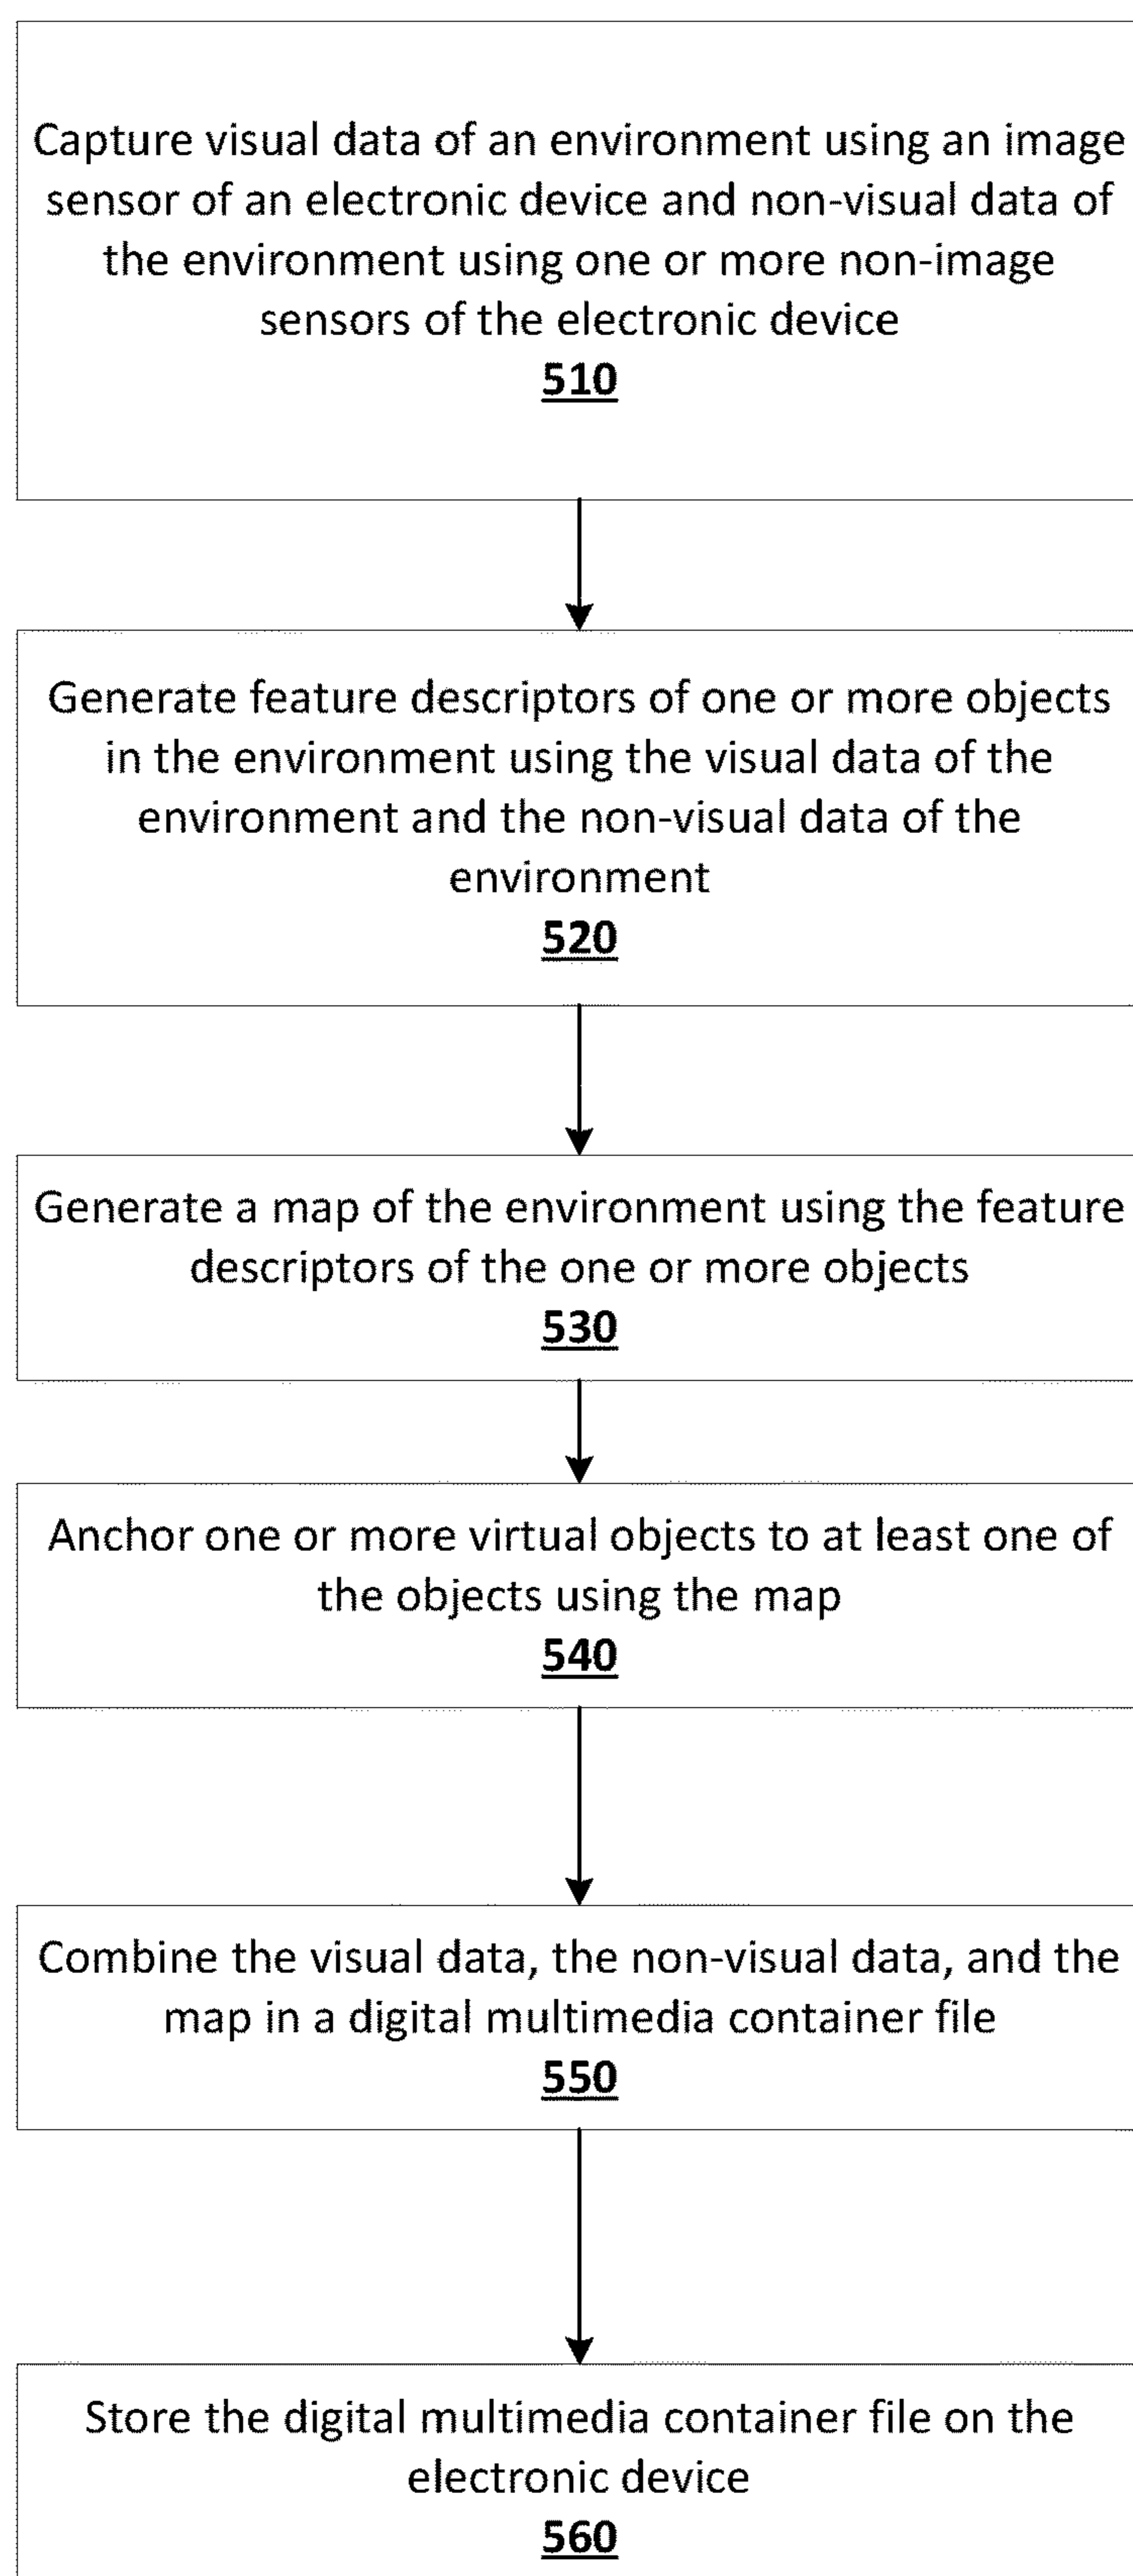 Capture visual data of an environment using an image
sensor of an electronic device and non-visual data of
the environment using one or more non-image
sensors of the electronic device
510
Generate feature descriptors of one or more objects
in the environment using the visual data of the
environment and the non-visual data of the
environment
520
Generate a map of the environment using the feature
descriptors of the one or more objects
530
Anchor one or more virtual objects to at least one of
the objects using the map
540
Combine the visual data, the non-visual data, and the
map in a digital multimedia container file
550
Store the digital multimedia container file on the
electronic device
560